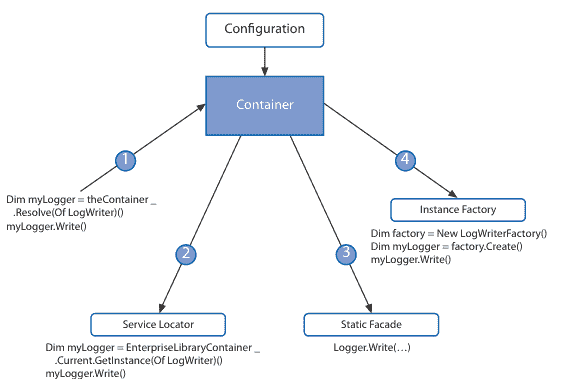 Configuration
Container
1
4
Dim myLogger = theContainer _
.Resolve(Of LogWriter)()
myLogger.Write()
Instance Factory
Dim factory = New LogWriterFactory()
Dim myLogger = factory.Create()
myLogger.Write()
2
3
Service Locator
Dim myLogger = EnterpriseLibraryContainer _
.Current.GetInstance(Of LogWriter)()
myLogger.Write()
Static Facade
Logger.Write(…)